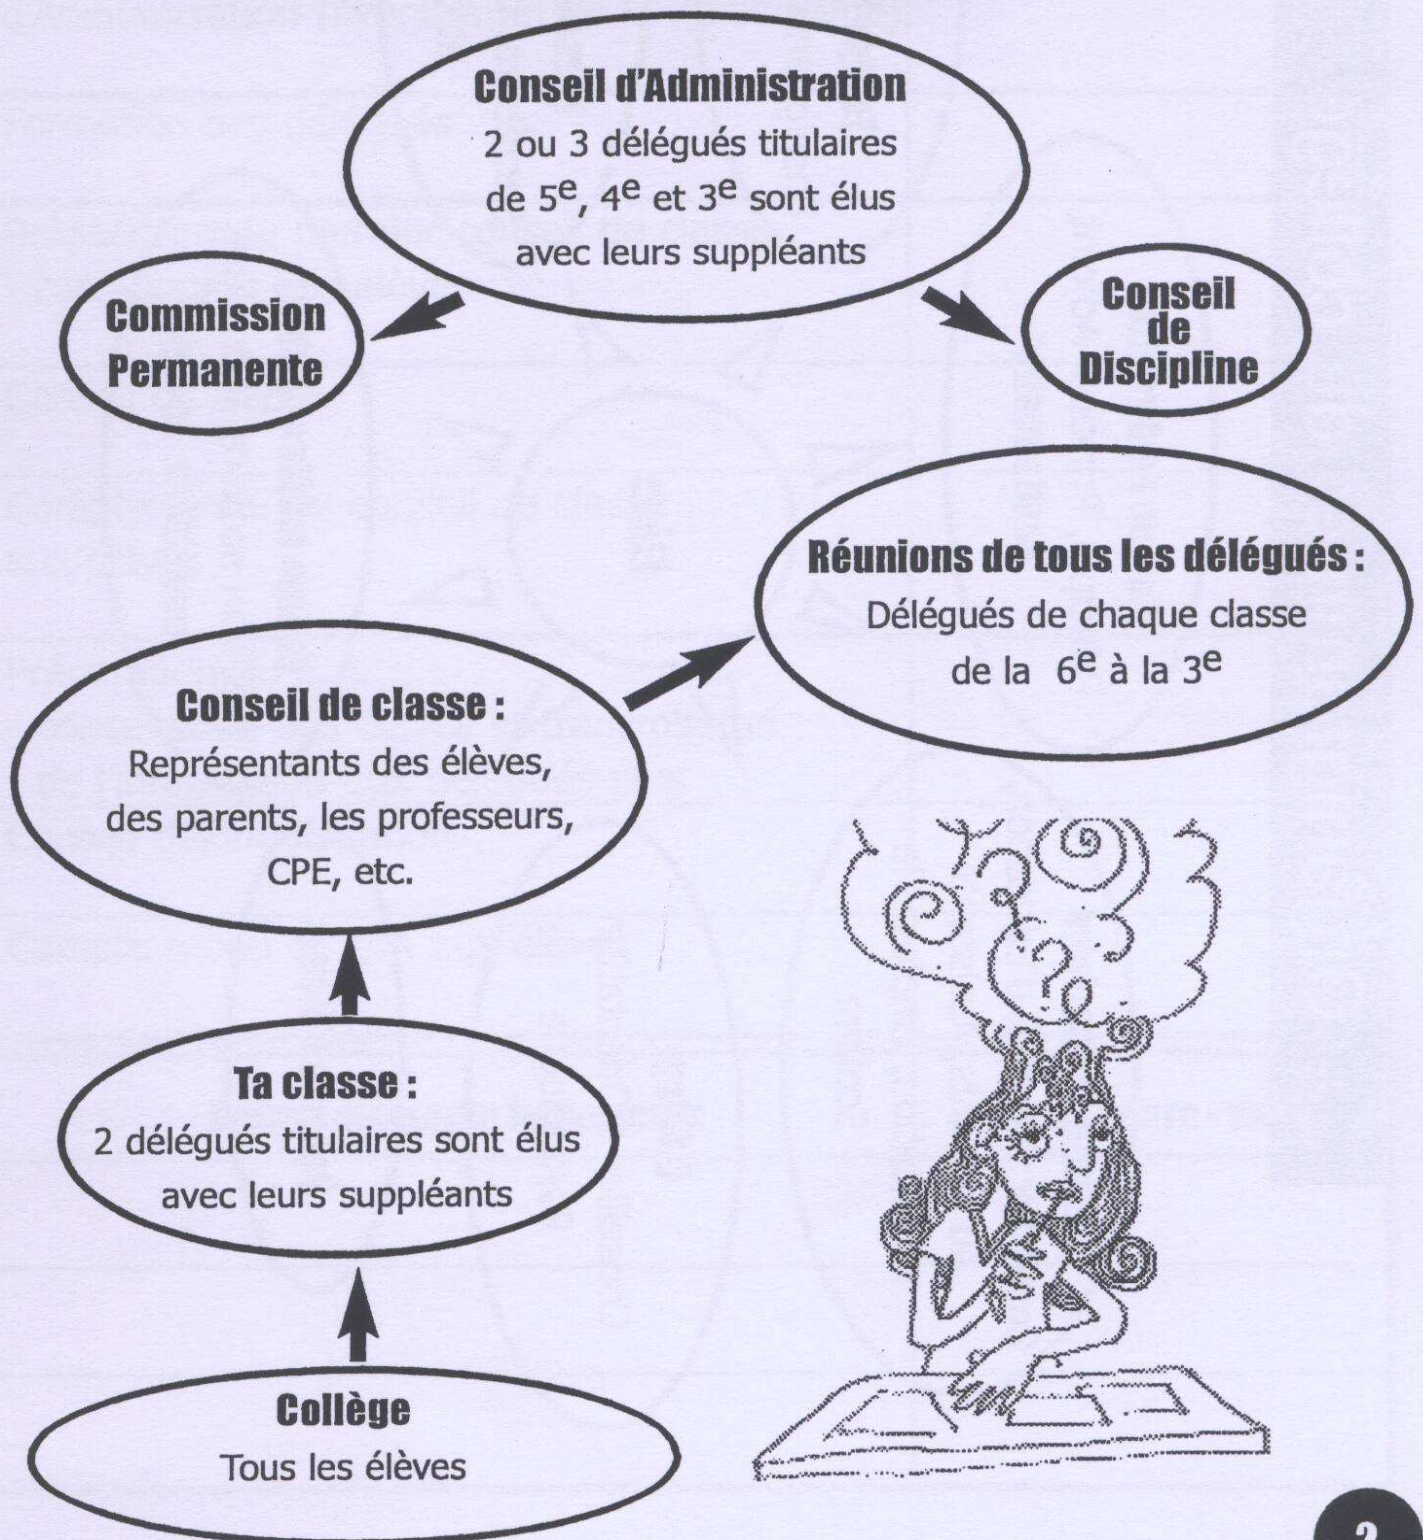 Conseil d'Administration
2 ou 3 délégués titulaires
de 5e, 4e et 3e sont élus
avec leurs suppléants
Commission
Permanente
Conseil
de
Discipline
Réunions de tous les délégués :
Délégués de chaque classe
de la 6e à la 3e
Conseil de classe :
Représentants des élèves,
des parents, les professeurs,
CPE, etc.
Ta classe :
2 délégués titulaires sont élus
avec leurs suppléants
Collège
Tous les élèves
?